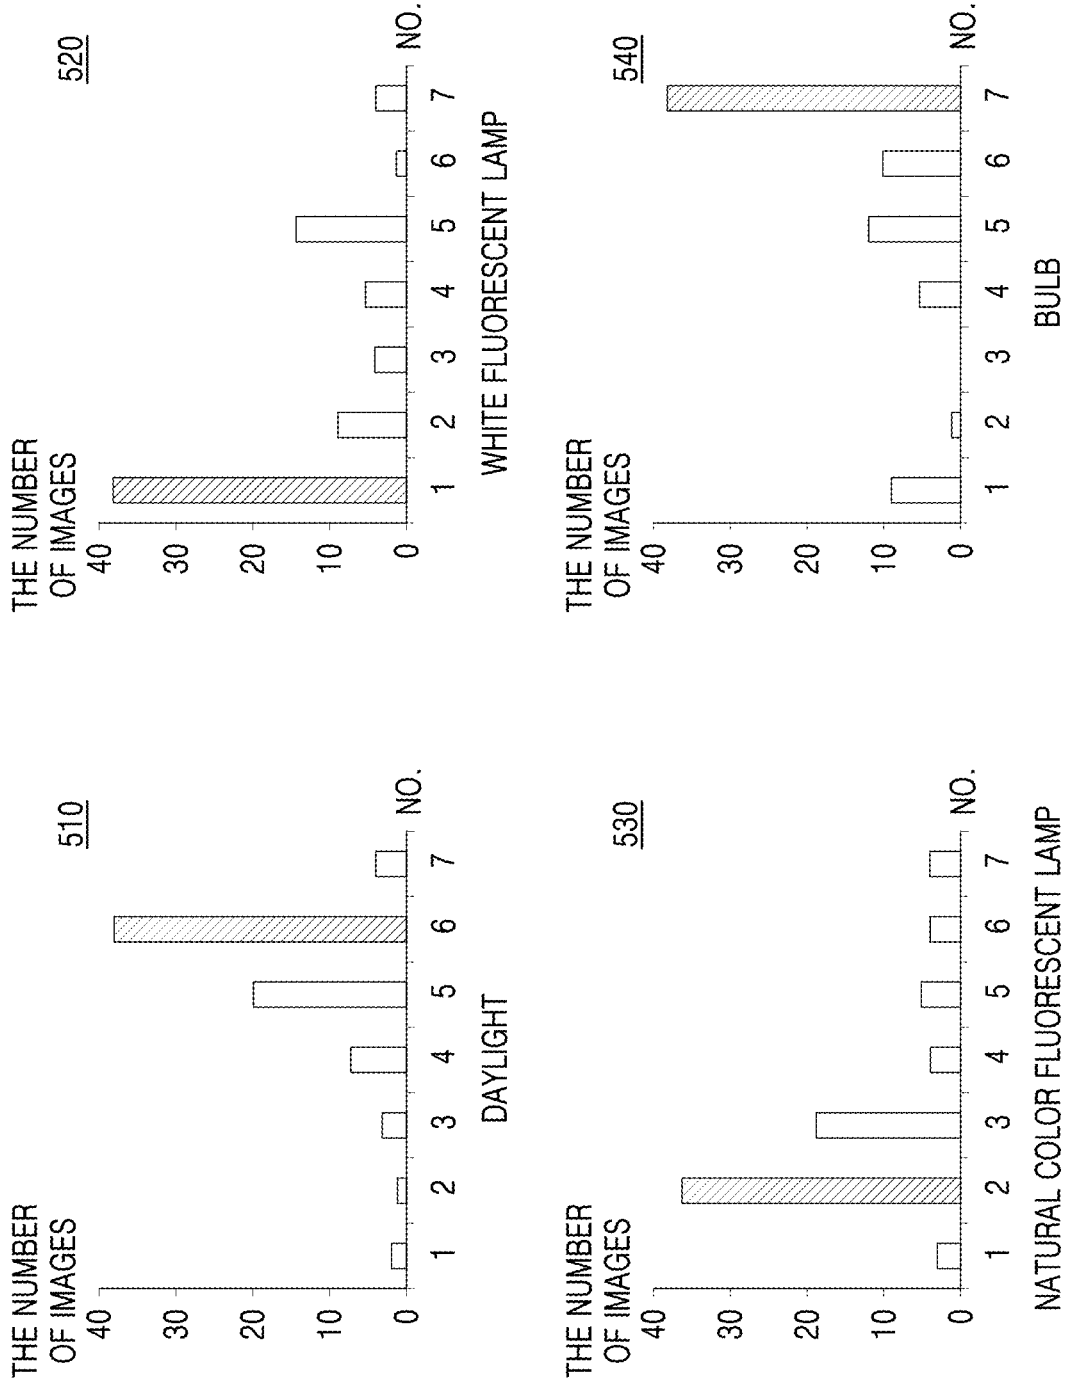 510
THE NUMBER
OF IMAGES
40
30
20
10
0
1 2 3 4 5 6 7 NO.
DAYLIGHT
520
THE NUMBER
OF IMAGES
40
30
20
10
0
1 2 3 4 5 6 7 NO.
WHITE FLUORESCENT LAMP
530
THE NUMBER
OF IMAGES
40
30
20
10
0
1 2 3 4 5 6 7 NO.
NATURAL COLOR FLUORESCENT LAMP
540
THE NUMBER
OF IMAGES
40
30
20
10
0
1 2 3 4 5 6 7 NO.
BULB